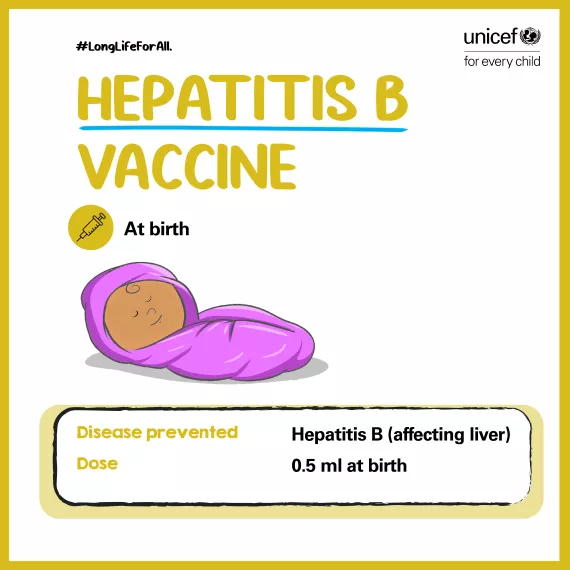 #LongLifeForAll.
unicef
for every child
HEPATITIS B
VACCINE
At birth
Disease prevented Hepatitis B (affecting liver)
Dose 0.5 ml at birth